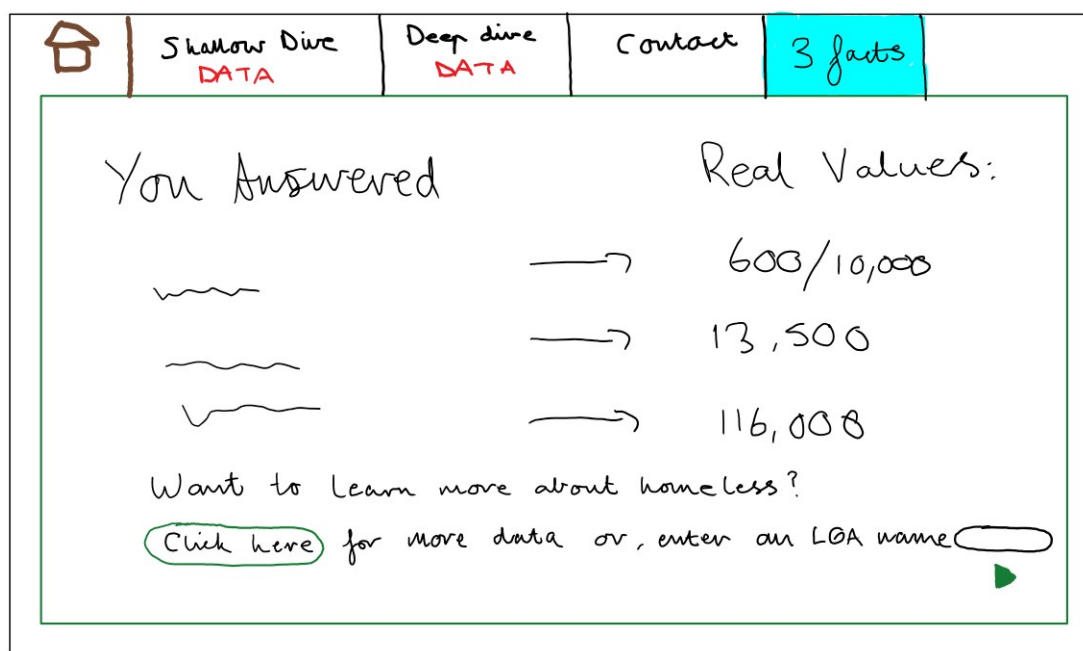 Shallow Dive
DATA
Deep dive
DATA
Contact
3 facts
You Answered
Real Values:
600/10,000
13,500
116,000
Want to learn more about homeless?
Click here for more data or, enter an LGA name